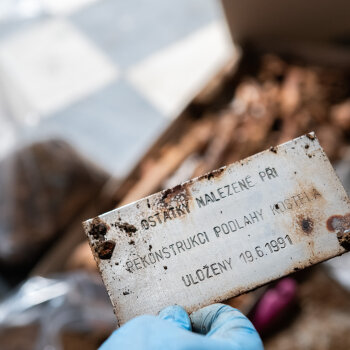 OSTATKY NALEZENÉ PŘI
REKONSTRUKCI PODLAHY KOSTELA
ULOŽENY 19.6.1991